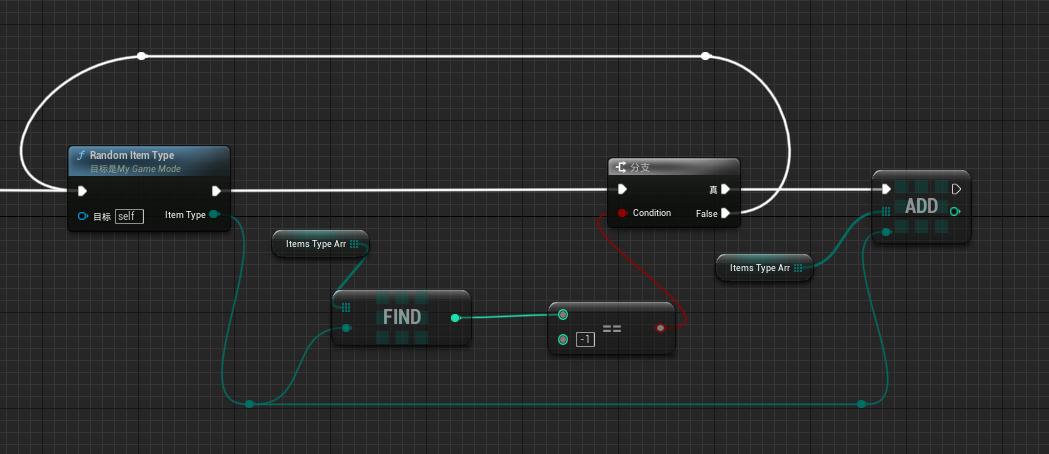 Random Item Type
目标是My Game Mode
目标 self Item Type
Items Type Arr
FIND
分支
真
Condition False
== 
-1
Items Type Arr
ADD